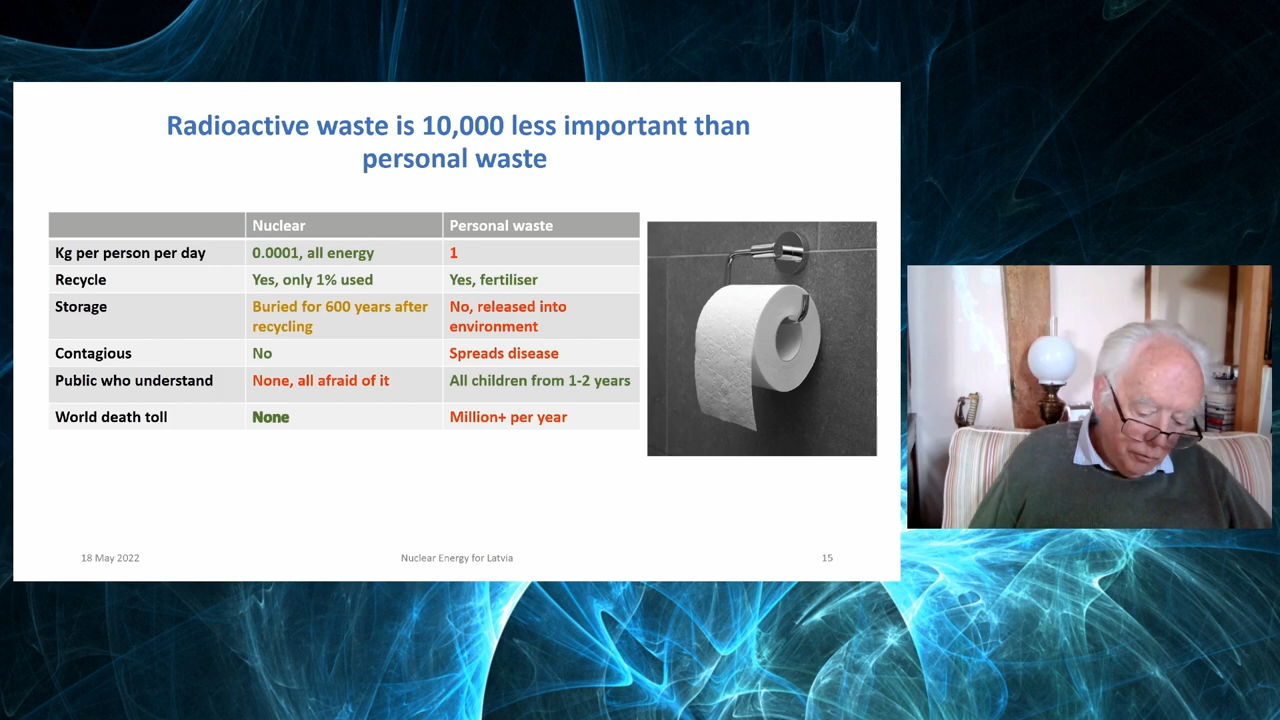 Radioactive waste is 10,000 less important than
personal waste
Nuclear Personal waste
Kg per person per day 0.0001, all energy 1
Recycle Yes, only 1% used Yes, fertiliser
Storage Buried for 600 years after No, released into
recycling environment
Contagious No Spreads disease
Public who understand None, all afraid of it All children from 1-2 years
World death toll None Million+ per year
18 May 2022 Nuclear Energy for Latvia 15